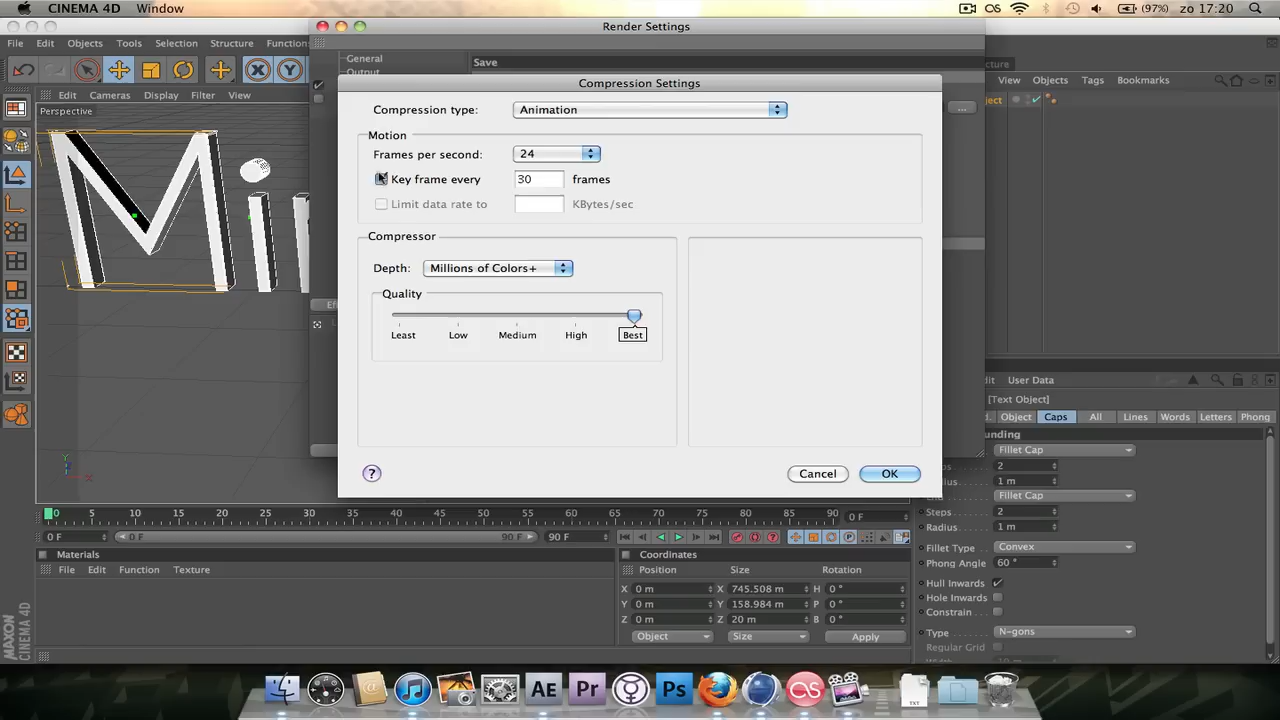 CINEMA 4D Window
(97%) zo 17:20
Render Settings
File Edit Objects Tools Selection Structure
General
Output
Save
Compression Settings
Perspective
Edit Cameras Display Filter View
View Objects Tags Bookmarks
Compression type: Animation
Motion
Frames per second: 24
Key frame every 30 frames
Limit data rate to KBytes/sec
Compressor
Depth: Millions of Colors+
Quality
Least Low Medium High Best
Mi
? Cancel OK
User Data
[Text Object]
Object Caps All Lines Words Letters Phong
Fillet Cap
2
1 m
Fillet Cap
Steps 2
Radius 1 m
Fillet Type Convex
Phong Angle 60 °
Hull Inwards
Hole Inwards
Constrain
Type N-gons
Regular Grid
0 5 10 15 20 25 30 35 40 45 50 55 60 65 70 75 80 85 90 0 F
0 F 0 F 90 F 90 F
Materials
File Edit Function Texture
Coordinates
Position Size Rotation
X 0 m X 745.508 m H 0 °
Y 0 m Y 158.984 m P 0 °
Z 0 m Z 20 m B 0 °
Object Size Apply
MAXON
CINEMA 4D
AE Pr Ps TXT